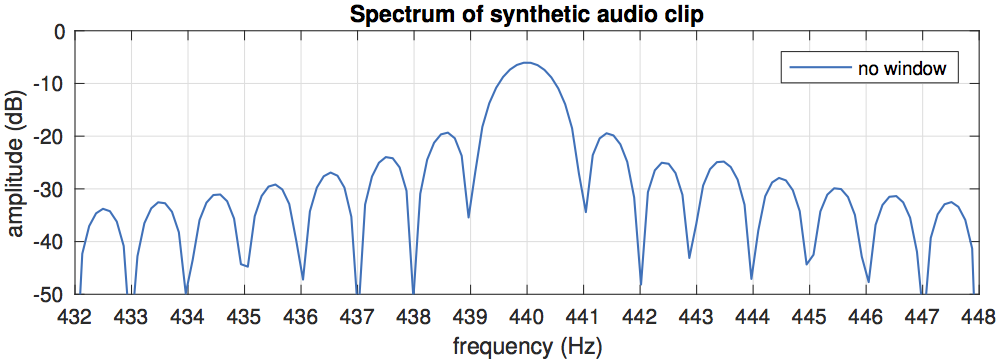 Spectrum of synthetic audio clip
0
-10
-20
-30
-40
-50
amplitude (dB)
no window
432 433 434 435 436 437 438 439 440 441 442 443 444 445 446 447 448
frequency (Hz)